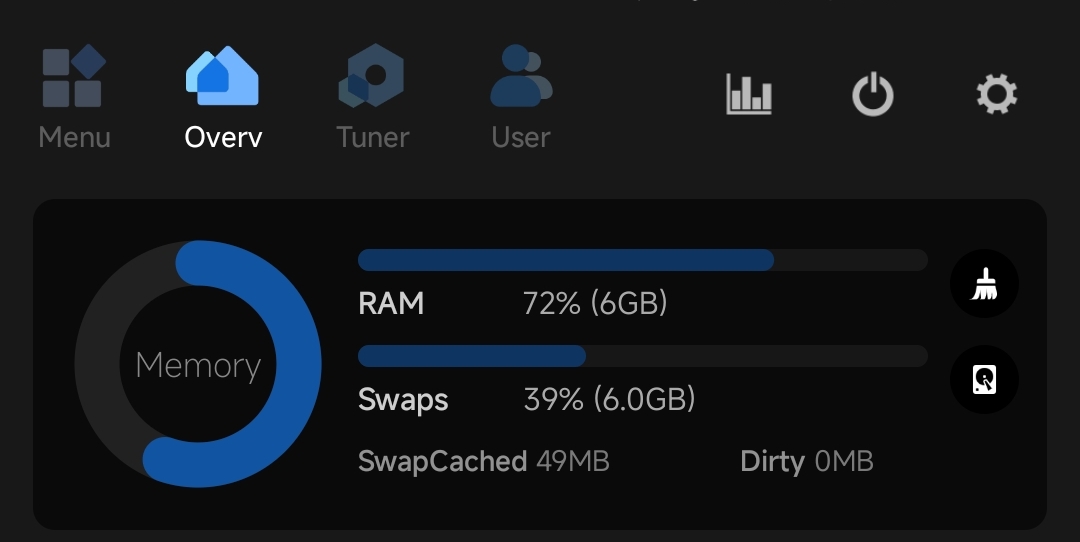 Menu Overv Tuner User
Memory
RAM 72% (6GB)
Swaps 39% (6.0GB)
SwapCached 49MB Dirty 0MB